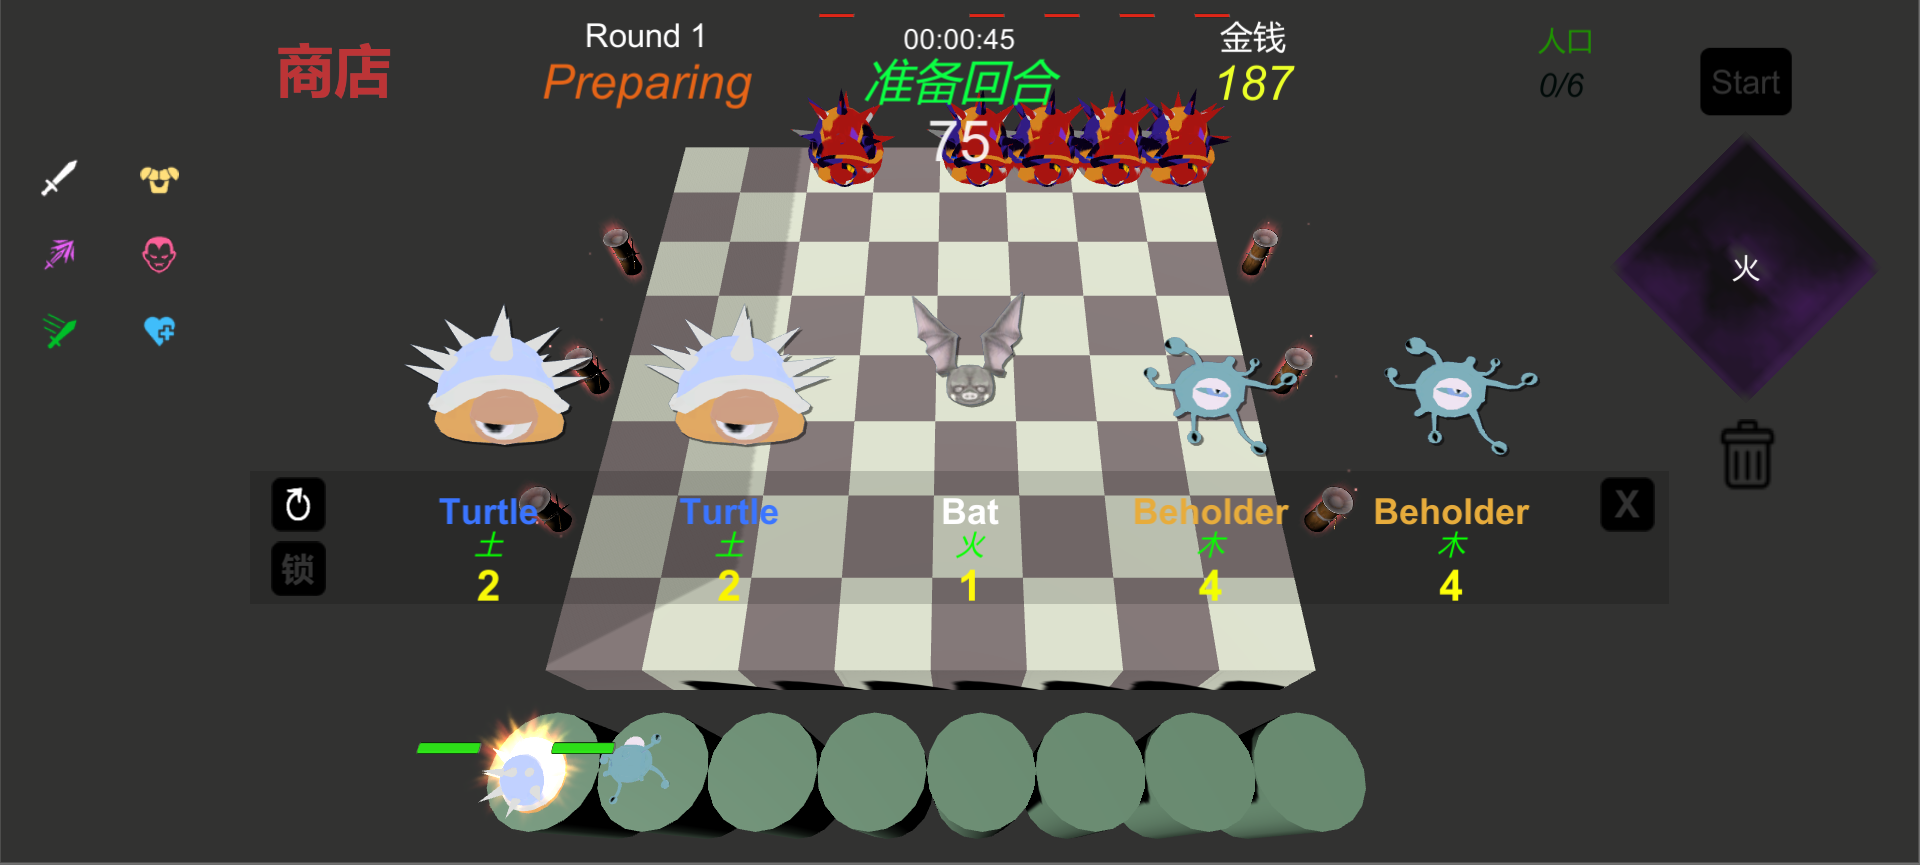 商店
Round 1
Preparing
00:00:45
准备回合
75
金钱
187
人口
0/6
Start
火
Turtle
土
2
Turtle
土
2
Bat
火
1
Beholder
木
4
Beholder
木
4
X
锁